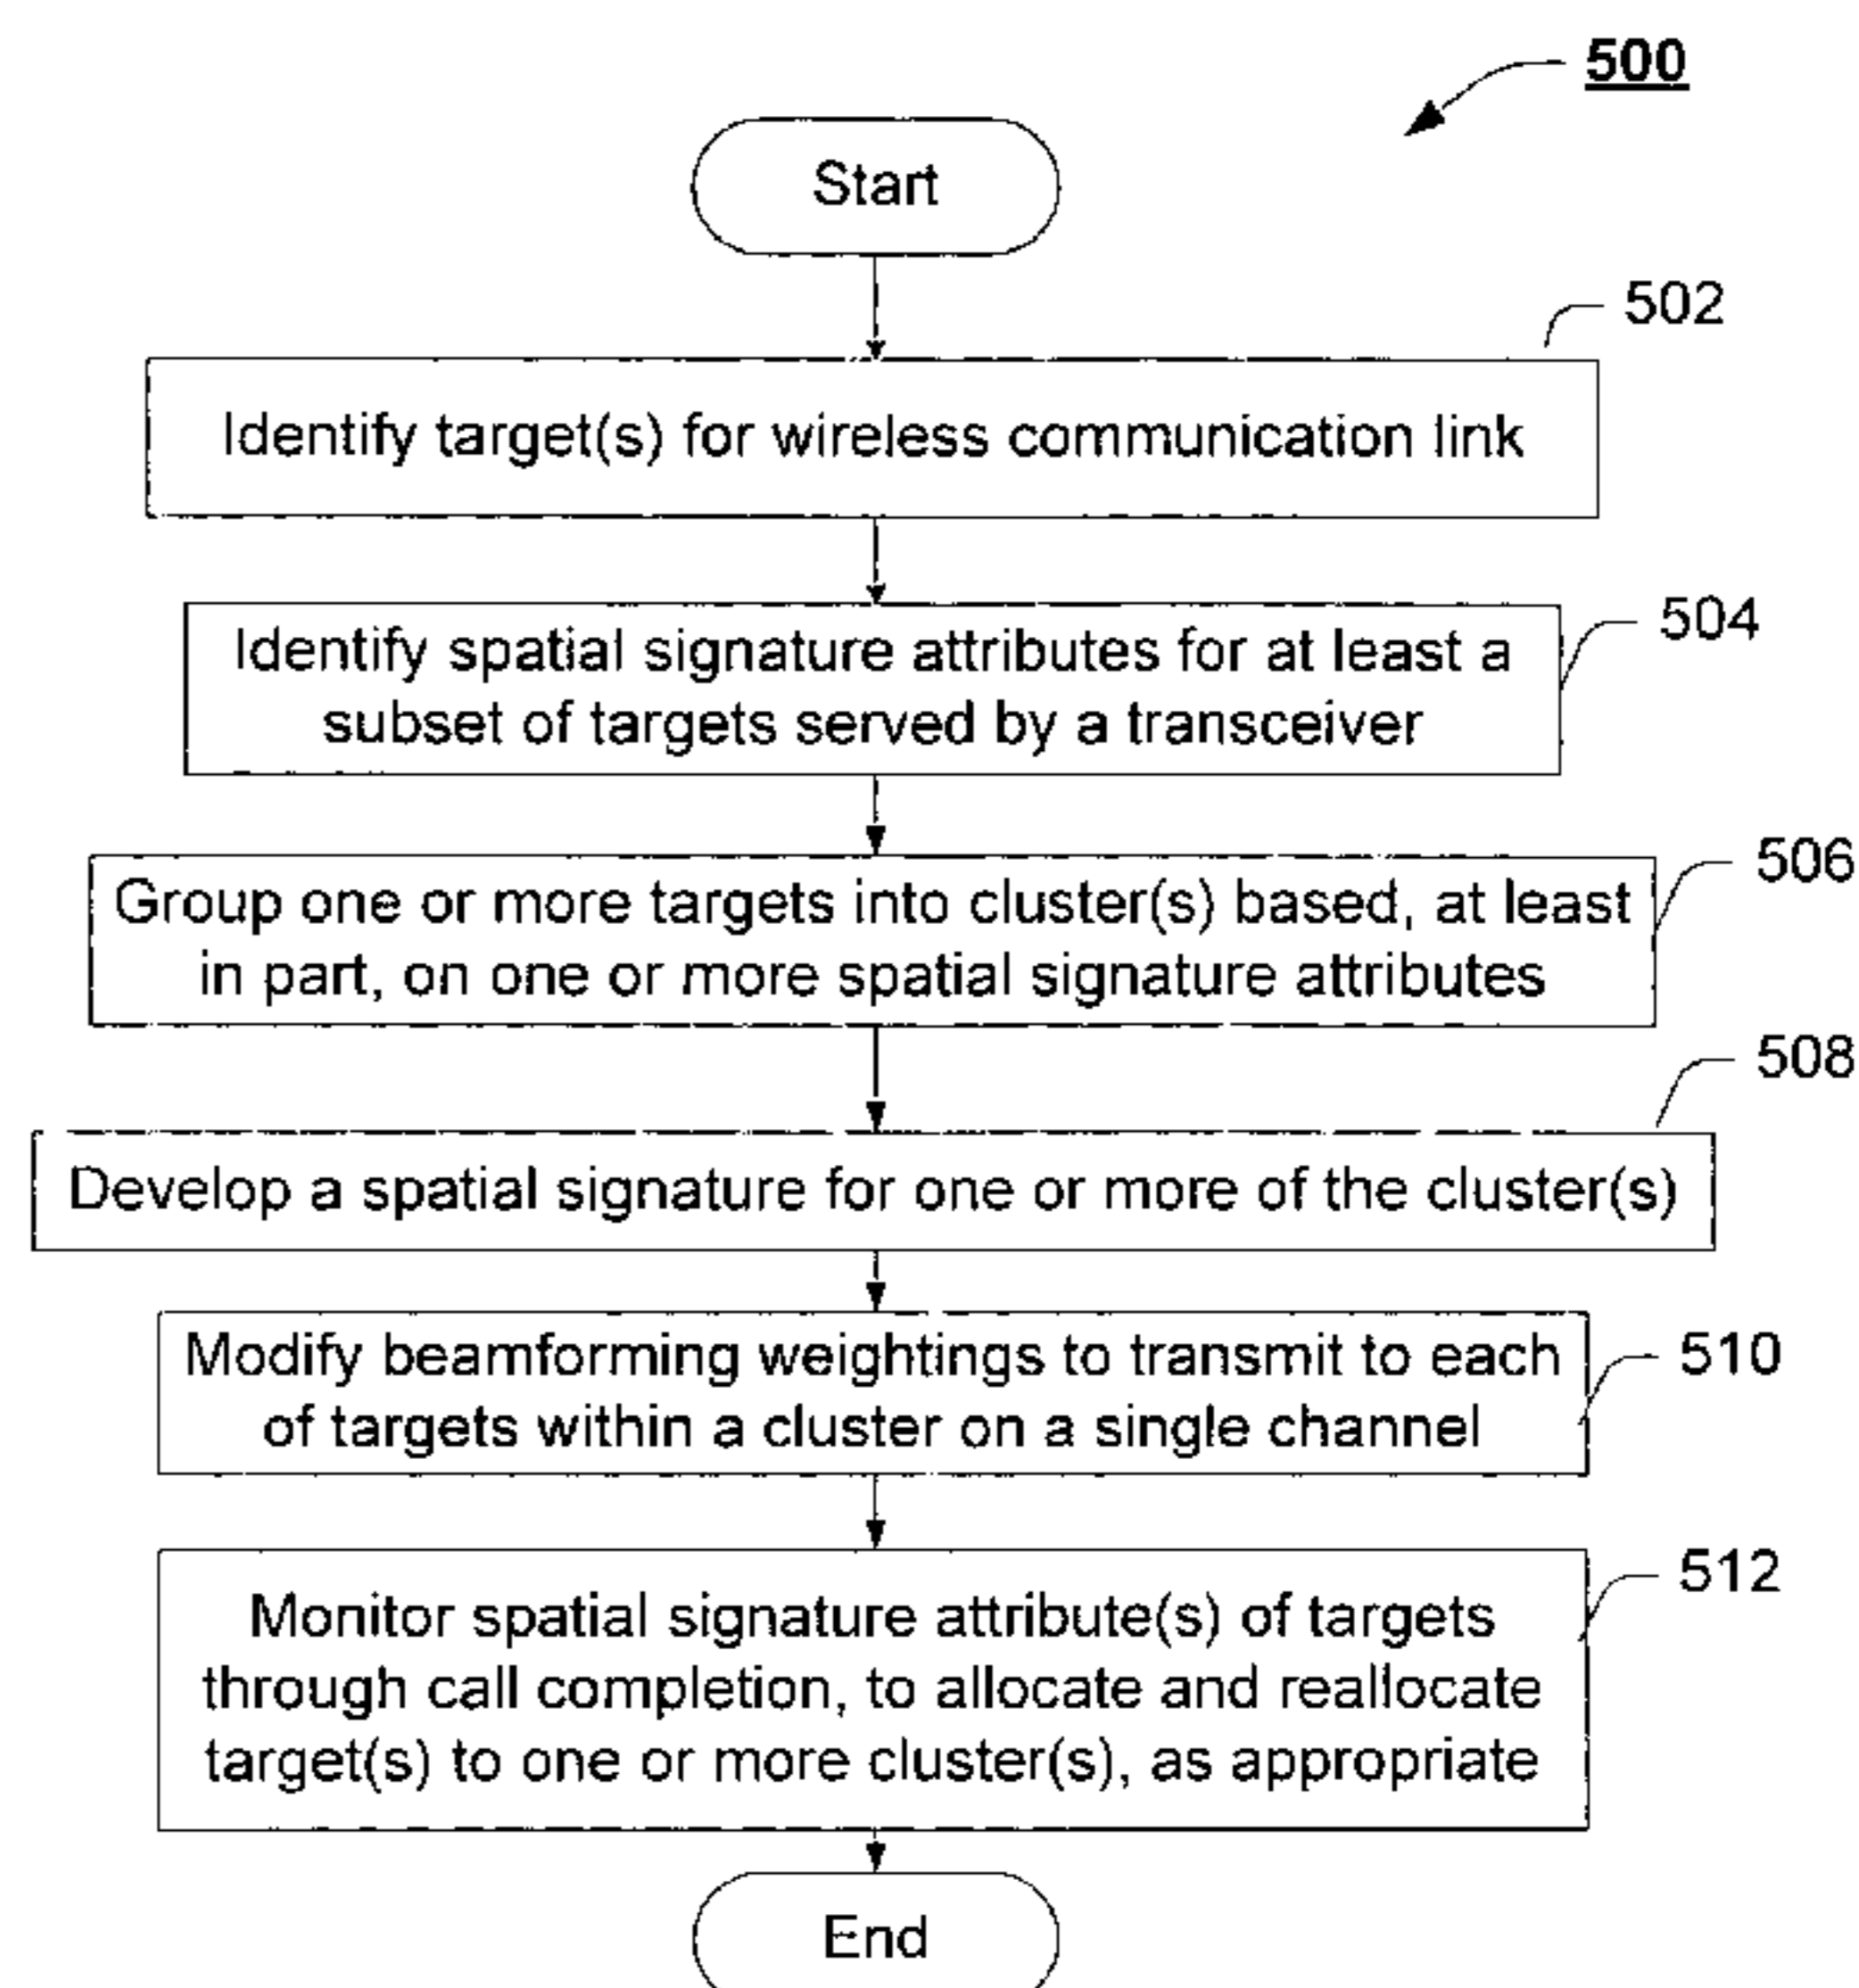 500
Start
502
Identify target(s) for wireless communication link
504
Identify spatial signature attributes for at least a
subset of targets served by a transceiver
506
Group one or more targets into cluster(s) based, at least
in part, on one or more spatial signature attributes
508
Develop a spatial signature for one or more of the cluster(s)
510
Modify beamforming weightings to transmit to each
of targets within a cluster on a single channel
512
Monitor spatial signature attribute(s) of targets
through call completion, to allocate and reallocate
target(s) to one or more cluster(s), as appropriate
End